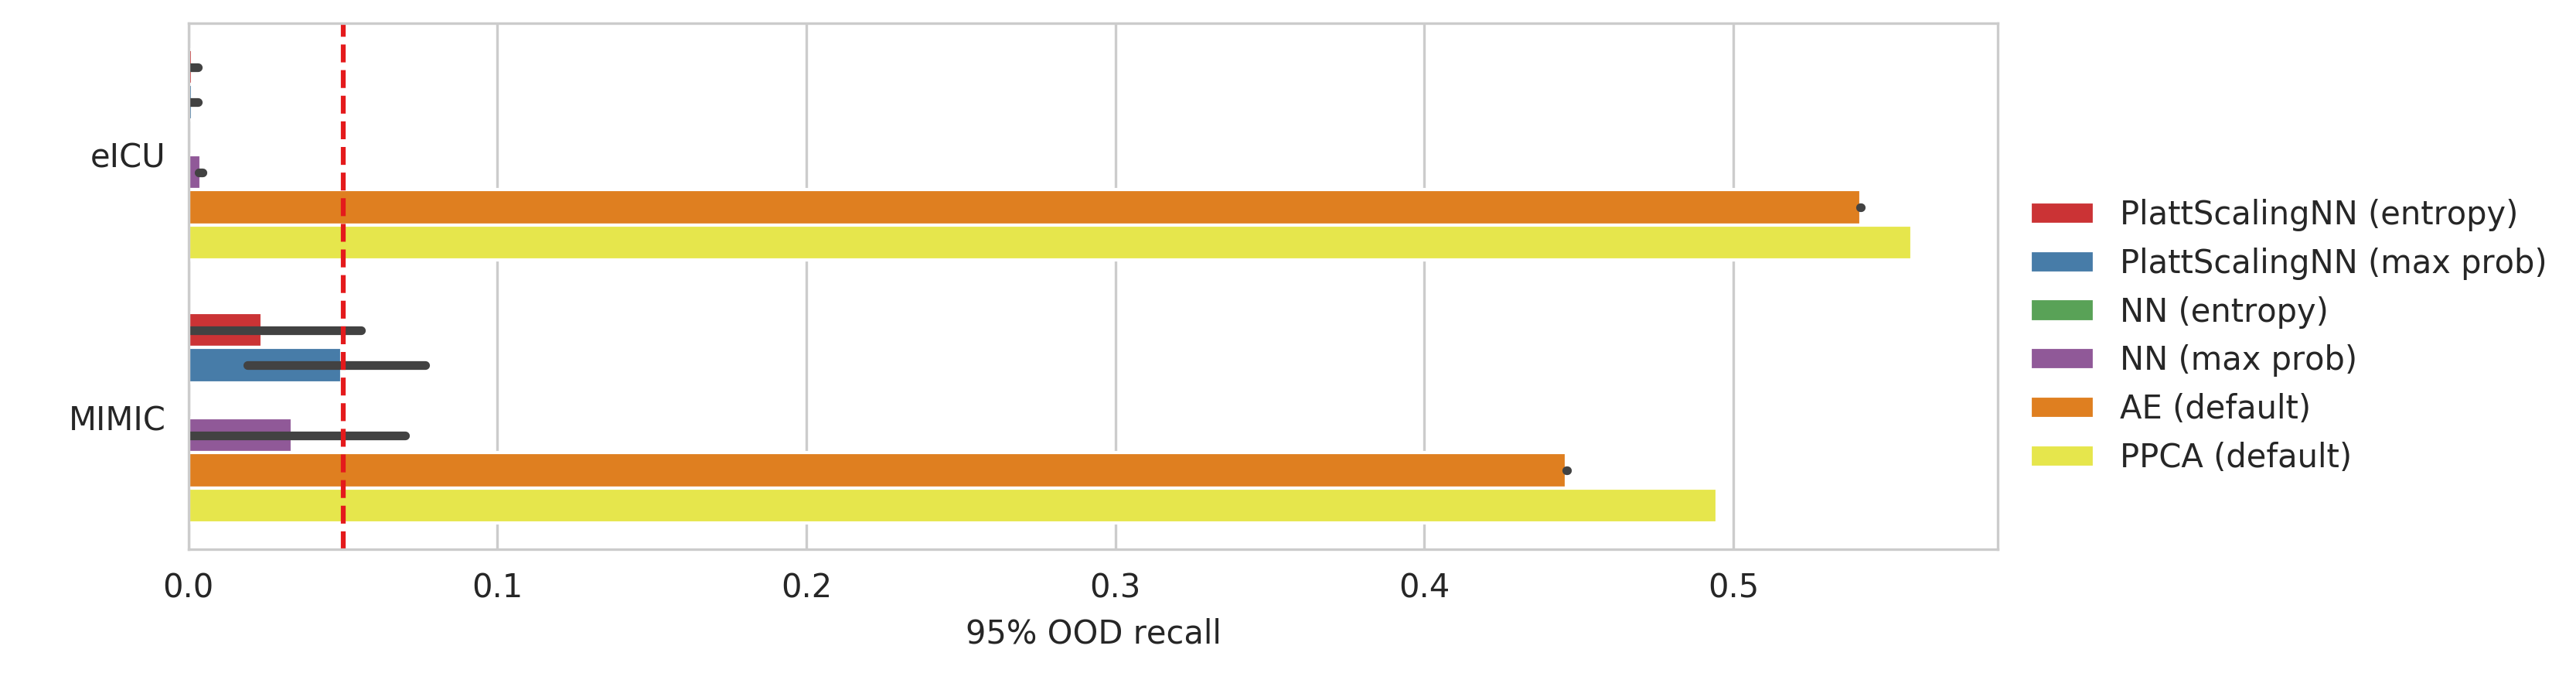 eICU
MIMIC
0.0 0.1 0.2 0.3 0.4 0.5
95% OOD recall
PlattScalingNN (entropy)
PlattScalingNN (max prob)
NN (entropy)
NN (max prob)
AE (default)
PPCA (default)